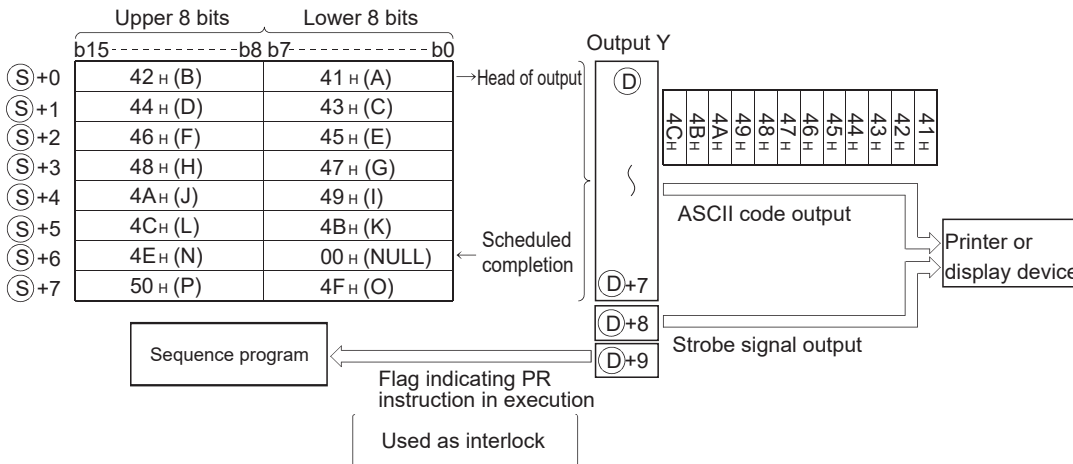 Upper 8 bits Lower 8 bits
b15 b8 b7 b0
Output Y
Ⓢ+0 42H(B) 41H(A) Head of output
Ⓢ+1 44H(D) 43H(C)
Ⓢ+2 46H(F) 45H(E)
Ⓢ+3 48H(H) 47H(G)
Ⓢ+4 4AH(J) 49H(I)
Ⓢ+5 4CH(L) 4BH(K)
Ⓢ+6 4EH(N) 00H(NULL) Scheduled
completion
Ⓢ+7 50H(P) 4FH(O)
Ⓓ
Ⓓ+7
Ⓓ+8
Ⓓ+9
4CH 4BH 4AH 49H 48H 47H 46H 45H 44H 43H 42H 41H
ASCII code output
Printer or
display device
Strobe signal output
Sequence program
Flag indicating PR
instruction in execution
Used as interlock